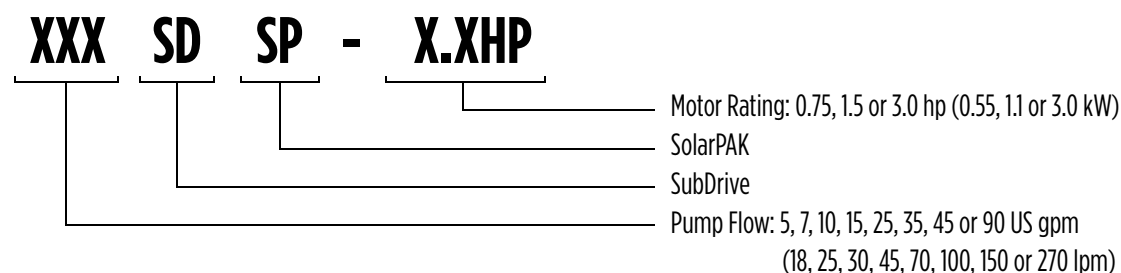 XXX SD SP - X.XHP
Motor Rating: 0.75, 1.5 or 3.0 hp (0.55, 1.1 or 3.0 kW)
SolarPAK
SubDrive
Pump Flow: 5, 7, 10, 15, 25, 35, 45 or 90 US gpm
(18, 25, 30, 45, 70, 100, 150 or 270 lpm)